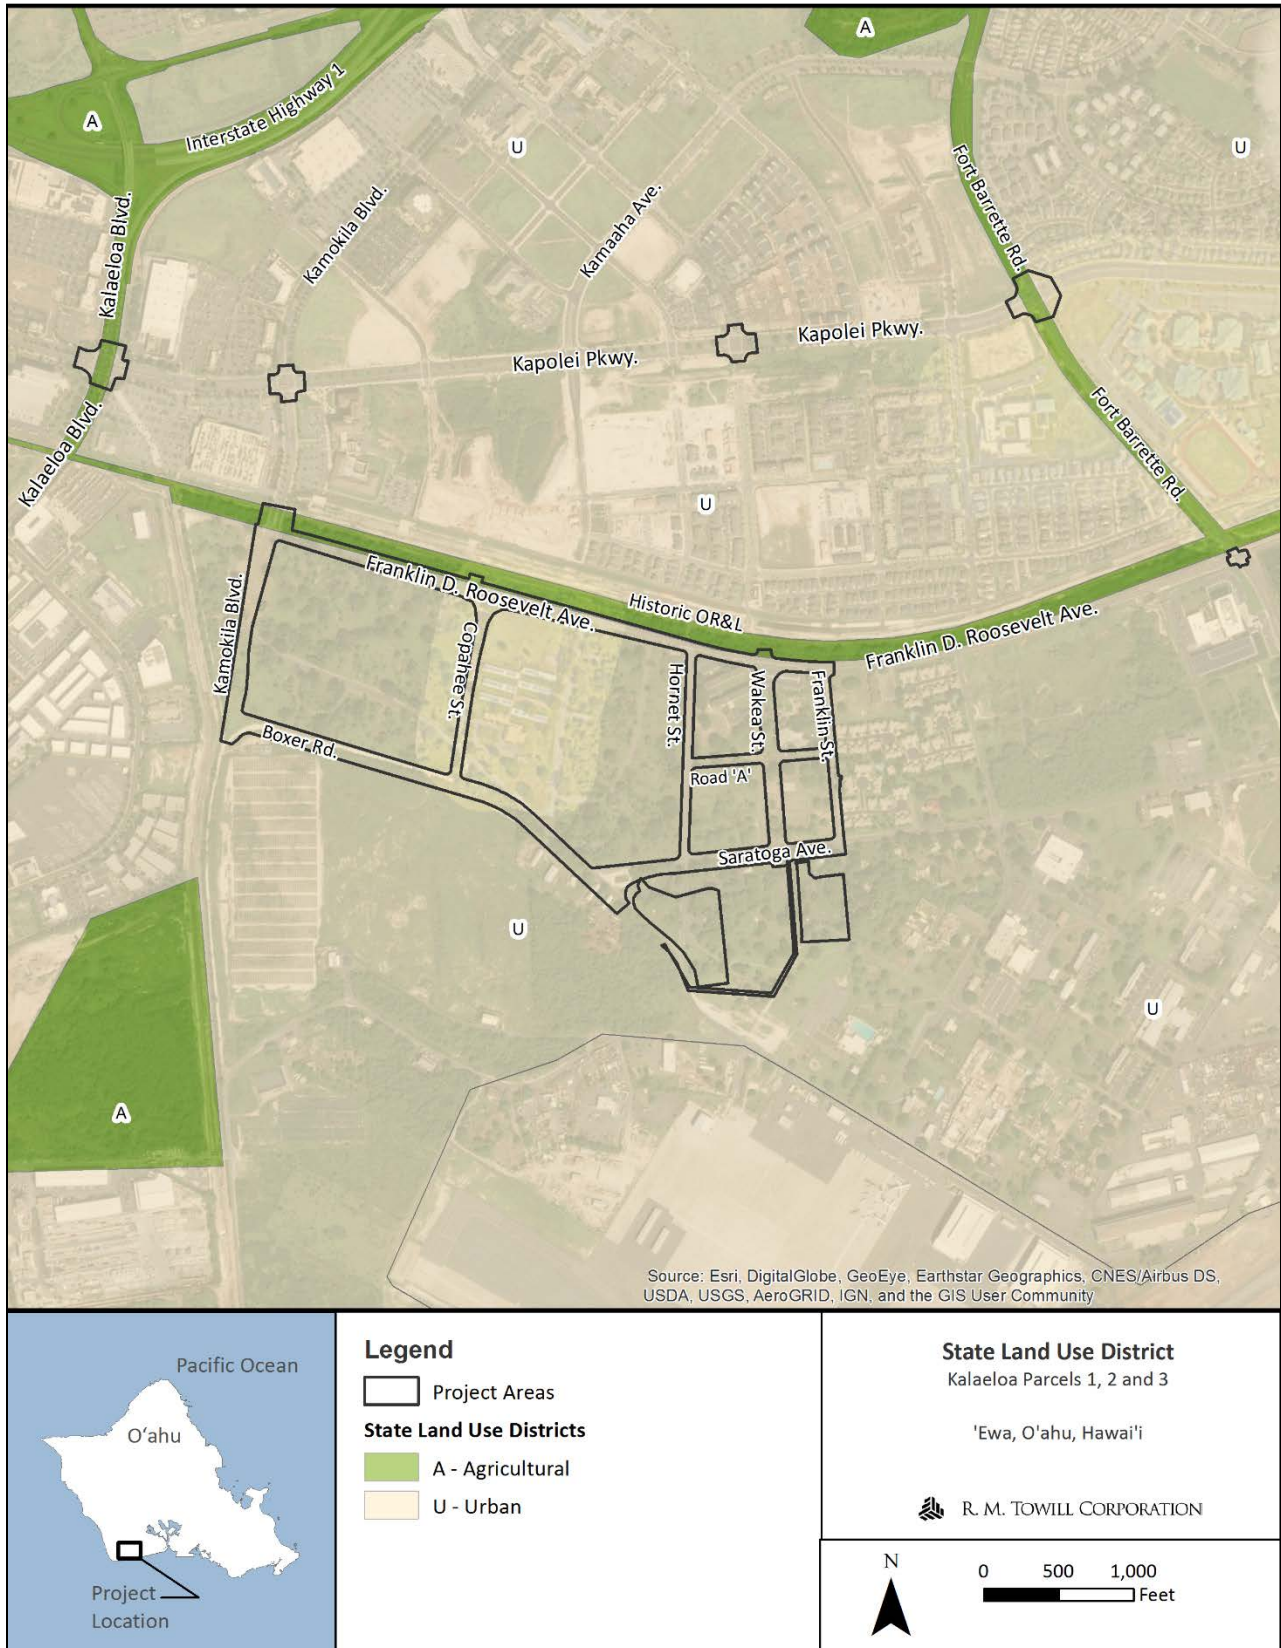 A
A
Interstate Highway 1
U
U
Fort Barrette Rd.
Kalaeloa Blvd.
Kamokila Blvd.
Kamaaha Ave.
Kapolei Pkwy.
Kapolei Pkwy.
Kalaeloa Blvd.
Fort Barrette Rd.
U
Franklin D. Roosevelt Ave.
Historic OR&L
Franklin D. Roosevelt Ave.
Kamokila Blvd.
Copahee St.
Hornet St.
Wakea St.
Franklin St.
Boxer Rd.
Road 'A'
Saratoga Ave.
U
U
A
Source: Esri, DigitalGlobe, GeoEye, Earthstar Geographics, CNES/Airbus DS,
USDA, USGS, AeroGRID, IGN, and the GIS User Community
Pacific Ocean
Oʻahu
Project
Location
Legend
Project Areas
State Land Use Districts
A - Agricultural
U - Urban
State Land Use District
Kalaeloa Parcels 1, 2 and 3
'Ewa, O'ahu, Hawai'i
R. M. TOWILL CORPORATION
N
0 500 1,000
Feet